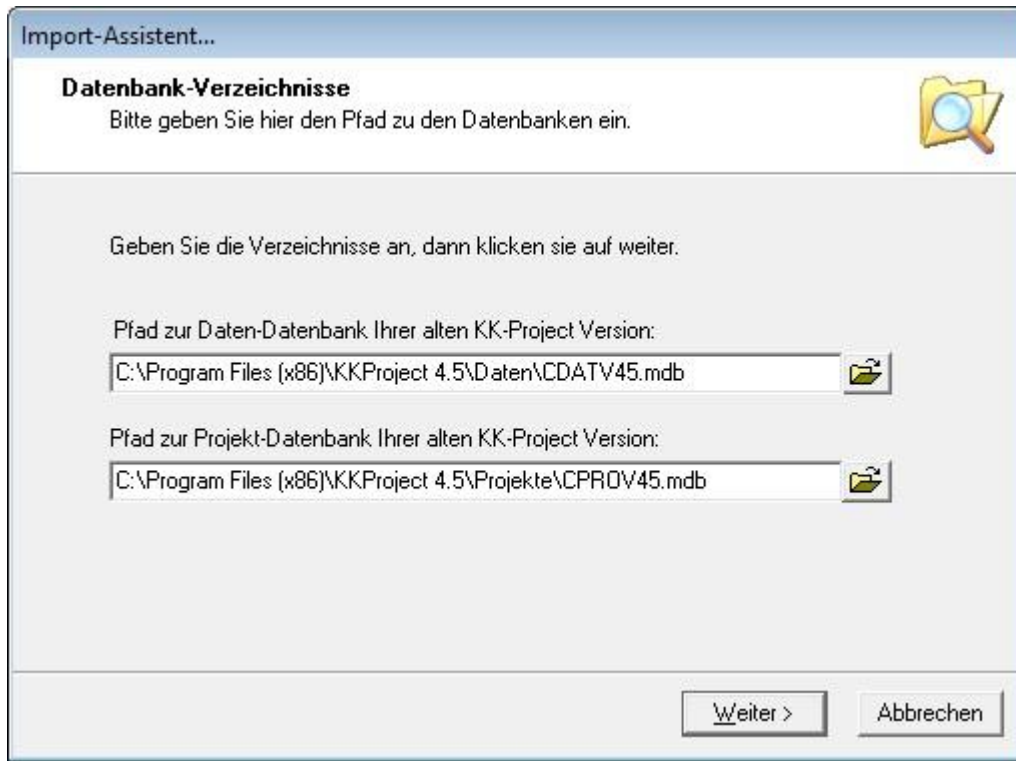 Import-Assistent...
Datenbank-Verzeichnisse
Bitte geben Sie hier den Pfad zu den Datenbanken ein.
Geben Sie die Verzeichnisse an, dann klicken sie auf weiter.
Pfad zur Daten-Datenbank Ihrer alten KK-Project Version:
C:\Program Files (x86)\KKProject 4.5\Daten\CDATV45.mdb
Pfad zur Projekt-Datenbank Ihrer alten KK-Project Version:
C:\Program Files (x86)\KKProject 4.5\Projekte\CPROV45.mdb
Weiter > Abbrechen